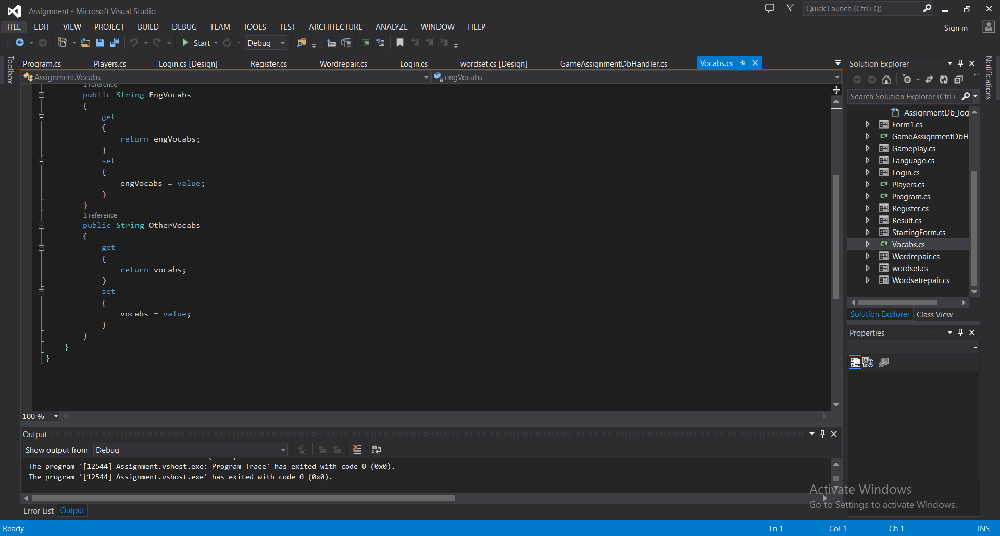 Assignment - Microsoft Visual Studio
Quick Launch (Ctrl+Q)
FILE EDIT VIEW PROJECT BUILD DEBUG TEAM TOOLS TEST ARCHITECTURE ANALYZE WINDOW HELP
Sign in
Start Debug
Toolbox
Program.cs Players.cs Login.cs [Design] Register.cs Wordrepair.cs Login.cs wordset.cs [Design] GameAssignmentDbHandler.cs Vocabs.cs
Assignment.Vocabs engVocabs
1 reference
public String EngVocabs
{
get
{
return engVocabs;
}
set
{
engVocabs = value;
}
}
1 reference
public String OtherVocabs
{
get
{
return vocabs;
}
set
{
vocabs = value;
}
}
}
}
100 %
Output
Show output from: Debug
The program '[12544] Assignment.vshost.exe: Program Trace' has exited with code 0 (0x0).
The program '[12544] Assignment.vshost.exe' has exited with code 0 (0x0).
Error List Output
Solution Explorer
Notifications
Search Solution Explorer (Ctrl+
AssignmentDb_log
Form1.cs
GameAssignmentDbH
Gameplay.cs
Language.cs
Login.cs
Players.cs
Program.cs
Register.cs
Result.cs
StartingForm.cs
Vocabs.cs
Wordrepair.cs
wordset.cs
Wordsetrepair.cs
Solution Explorer Class View
Properties
Activate Windows
Go to Settings to activate Windows.
Ready Ln 1 Col 1 Ch 1 INS